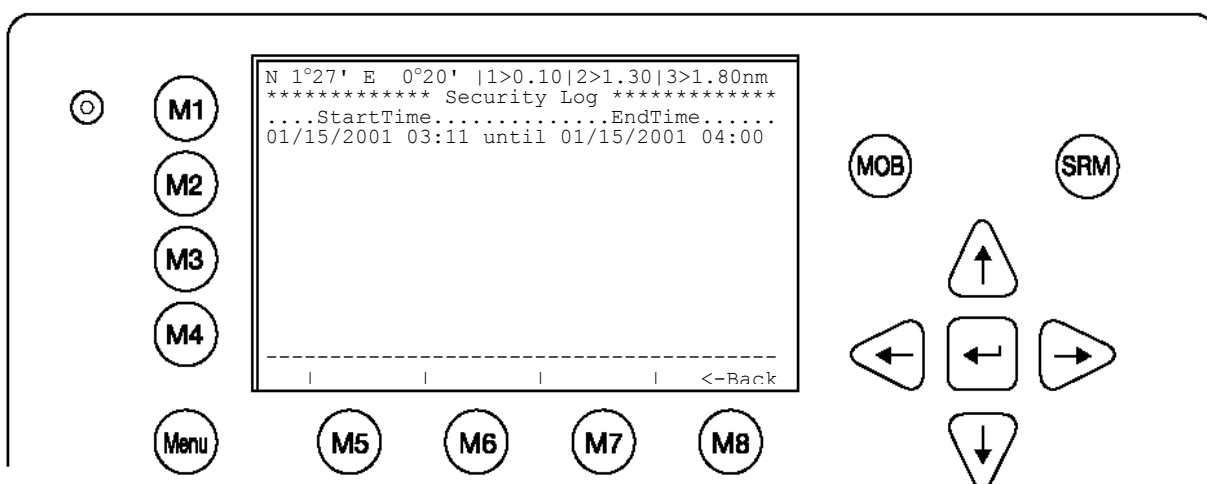 N 1°27' E  0°20' |1>0.10|2>1.30|3>1.80nm
************* Security Log *************
....StartTime..............EndTime......
01/15/2001 03:11 until 01/15/2001 04:00
----------------------------------------
| | | | <-Back
M1
M2
M3
M4
Menu
M5 M6 M7 M8
MOB SRM